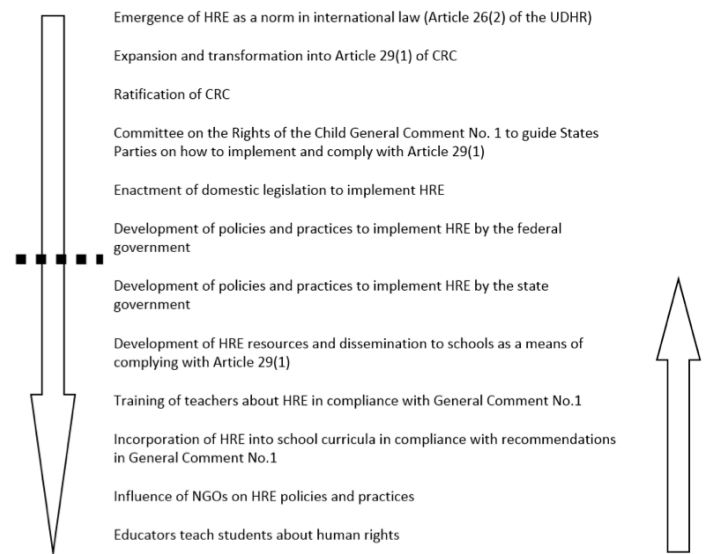 Emergence of HRE as a norm in international law (Article 26(2) of the UDHR)
Expansion and transformation into Article 29(1) of CRC
Ratification of CRC
Committee on the Rights of the Child General Comment No. 1 to guide States
Parties on how to implement and comply with Article 29(1)
Enactment of domestic legislation to implement HRE
Development of policies and practices to implement HRE by the federal
government
Development of policies and practices to implement HRE by the state
government
Development of HRE resources and dissemination to schools as a means of
complying with Article 29(1)
Training of teachers about HRE in compliance with General Comment No.1
Incorporation of HRE into school curricula in compliance with recommendations
in General Comment No.1
Influence of NGOs on HRE policies and practices
Educators teach students about human rights